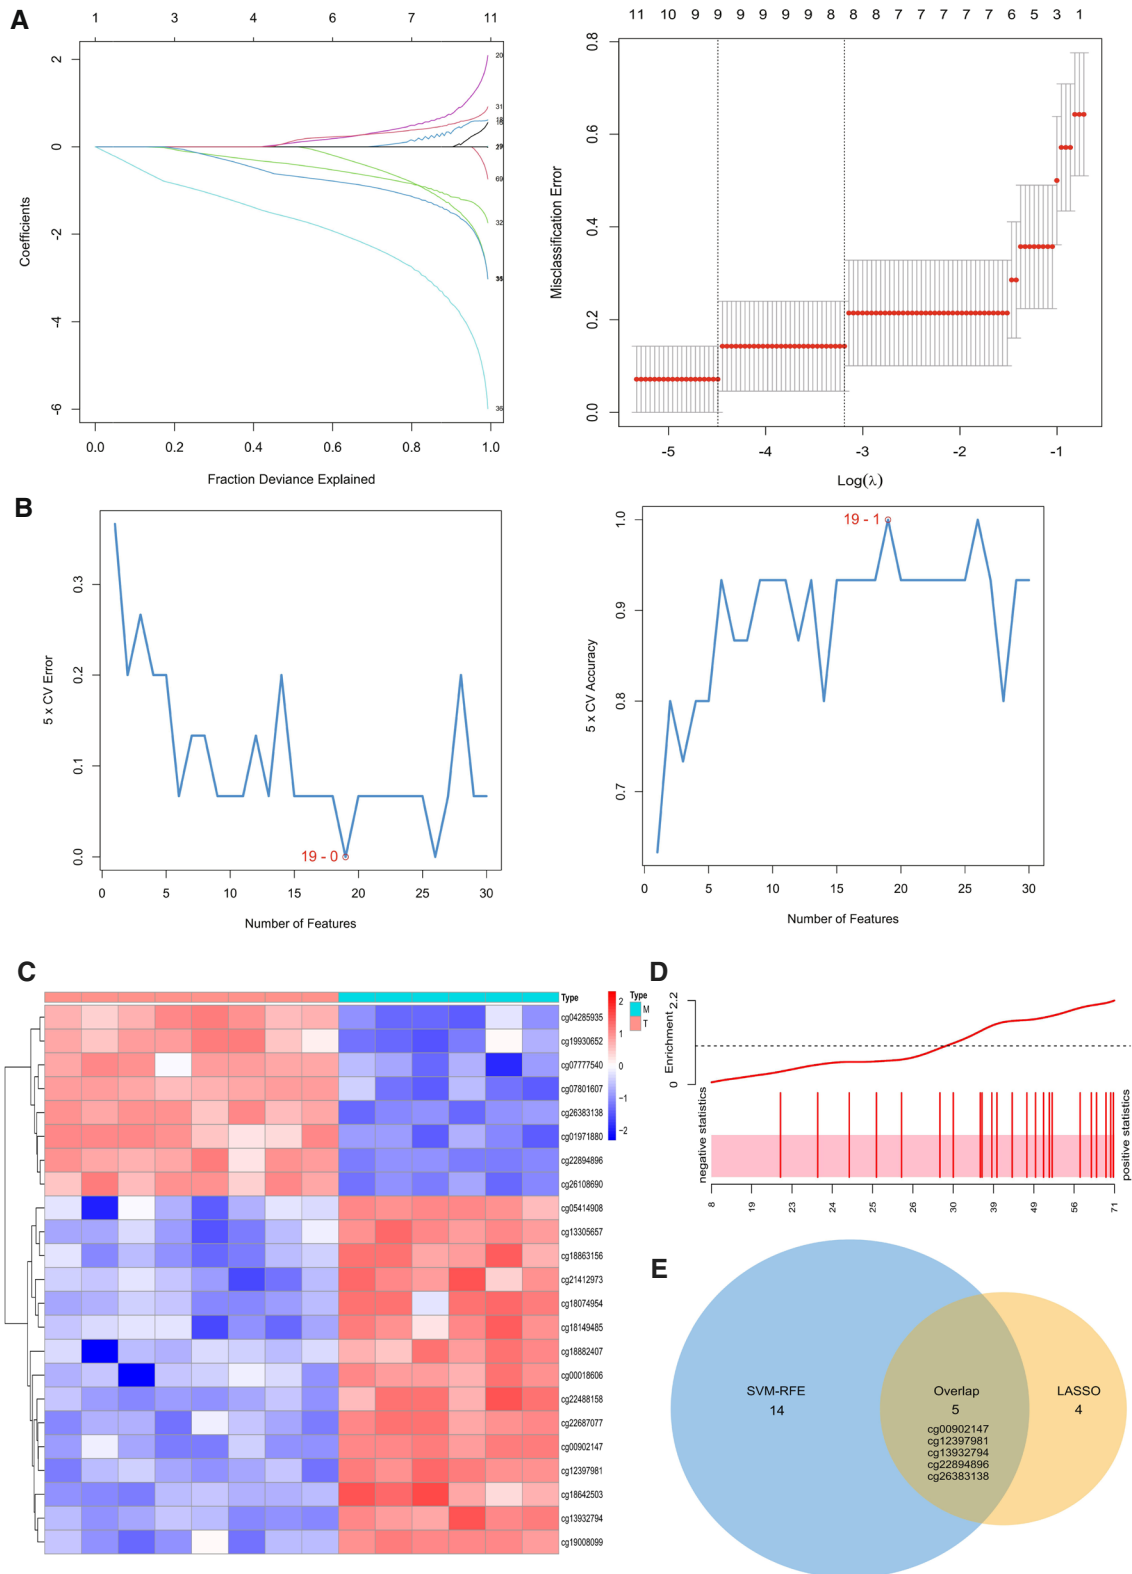 A
1 3 4 6 7 11
2
0
-2
-4
-6
Coefficients
20
31
32
36
0.0 0.2 0.4 0.6 0.8 1.0
Fraction Deviance Explained
11 10 9 9 9 9 9 9 8 8 7 7 7 7 7 6 5 3 1
0.8
0.6
0.4
0.2
0.0
Misclassification Error
-5 -4 -3 -2 -1
Log(λ)
B
0.3
0.2
0.1
0.0
5 x CV Error
19 - 0
0 5 10 15 20 25 30
Number of Features
1.0
0.9
0.8
0.7
5 x CV Accuracy
19 - 1
0 5 10 15 20 25 30
Number of Features
C
Type
cg04285935
cg19930652
cg07777540
cg07801607
cg26383138
cg01971880
cg22894896
cg26108690
cg05414908
cg13305657
cg18863156
cg21412973
cg18074954
cg18149485
cg18882407
cg00018606
cg22488158
cg22687077
cg00902147
cg12397981
cg18642503
cg13932794
cg19008099
2
1
0
−1
−2
Type
M
T
D
2.2
0
Enrichment
negative statistics
positive statistics
8 19 23 24 25 26 30 39 49 56 71
E
SVM-RFE
14
Overlap
5
cg00902147
cg12397981
cg13932794
cg22894896
cg26383138
LASSO
4